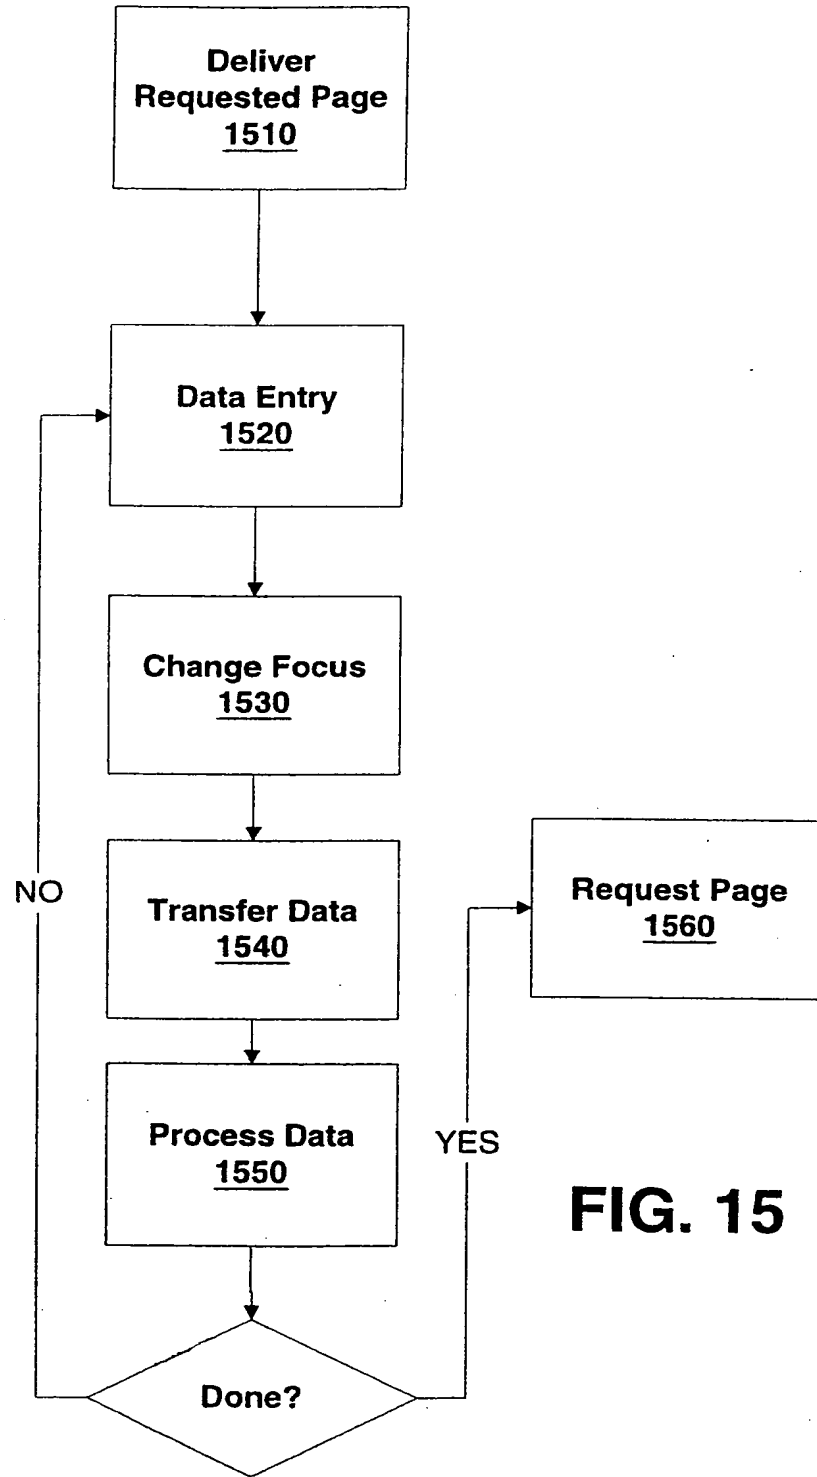 Deliver
Requested Page
1510
Data Entry
1520
Change Focus
1530
Transfer Data
1540
Process Data
1550
Done?
NO
YES
Request Page
1560
FIG. 15